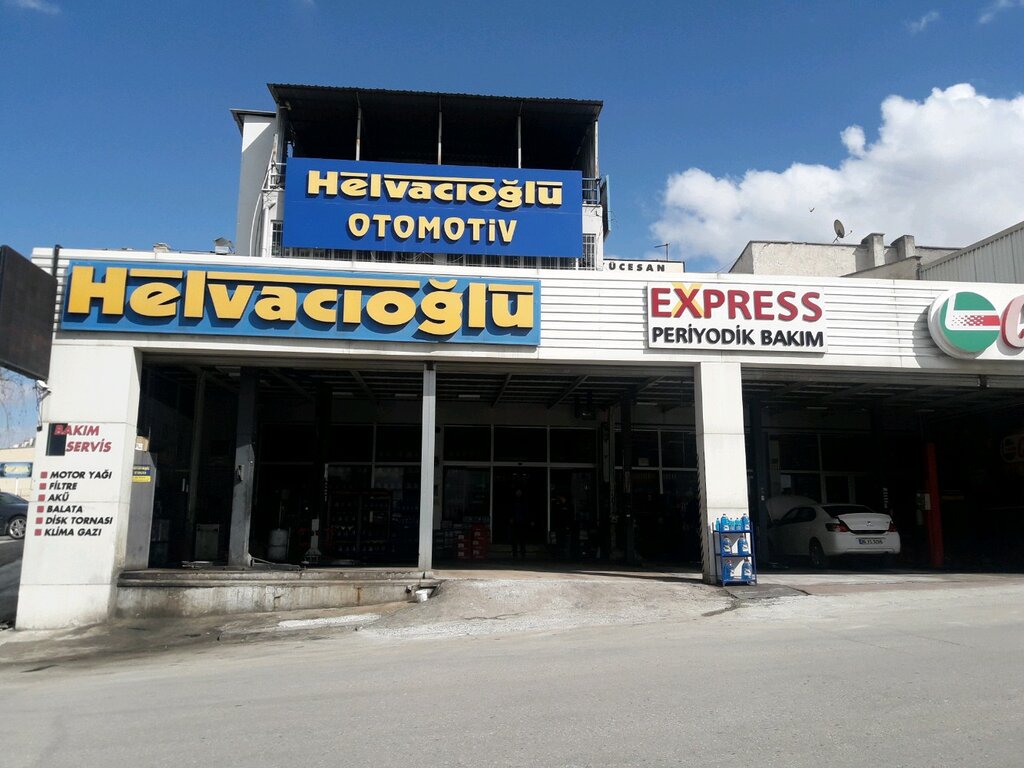 Helvacıoğlu
OTOMOTİV
ÜCESAN
Helvacıoğlu
EXPRESS
PERİYODİK BAKIM
BAKIM
SERVİS
MOTOR YAĞI
FİLTRE
AKÜ
BALATA
DİSK TORNASI
KLİMA GAZI